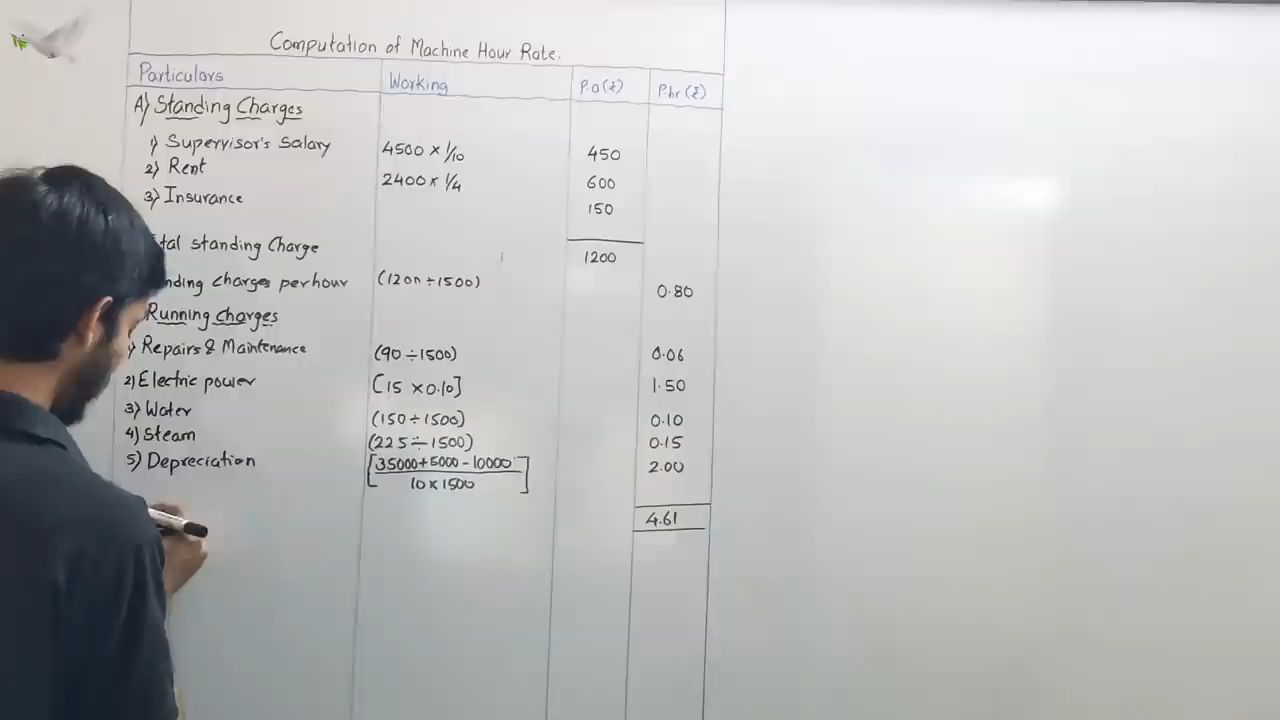 Computation of Machine Hour Rate.
Particulars Working P.a (₹) P.hr (₹)
A) Standing Charges
1) Supervisor's Salary 4500 × 1/10 450
2) Rent 2400 × 1/4 600
3) Insurance 150
tal standing Charge 1200
nding charges per hour (1200 ÷ 1500) 0.80
Running charges
) Repairs & Maintenance (90 ÷ 1500) 0.06
2) Electric power [15 × 0.10] 1.50
3) Water (150 ÷ 1500) 0.10
4) Steam (225 ÷ 1500) 0.15
5) Depreciation [35000 + 5000 - 10000 2.00
10 × 1500]
4.61